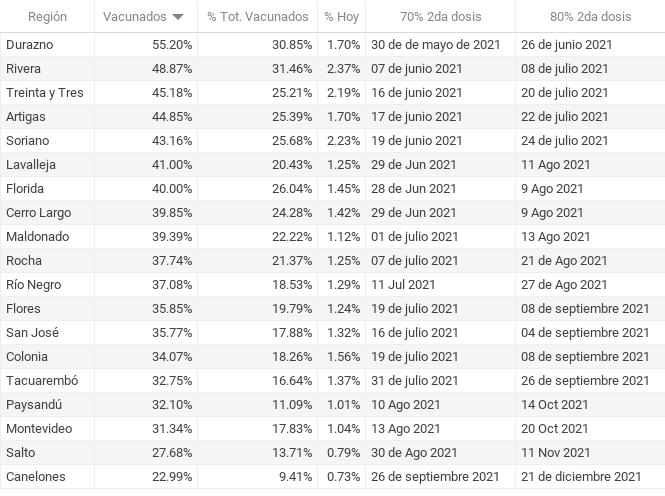 Región Vacunados % Tot. Vacunados % Hoy 70% 2da dosis 80% 2da dosis
Durazno 55.20% 30.85% 1.70% 30 de de mayo de 2021 26 de junio 2021
Rivera 48.87% 31.46% 2.37% 07 de junio 2021 08 de julio 2021
Treinta y Tres 45.18% 25.21% 2.19% 16 de junio 2021 20 de julio 2021
Artigas 44.85% 25.39% 1.70% 17 de junio 2021 22 de julio 2021
Soriano 43.16% 25.68% 2.23% 19 de junio 2021 24 de julio 2021
Lavalleja 41.00% 20.43% 1.25% 29 de Jun 2021 11 Ago 2021
Florida 40.00% 26.04% 1.45% 28 de Jun 2021 9 Ago 2021
Cerro Largo 39.85% 24.28% 1.42% 29 de Jun 2021 9 Ago 2021
Maldonado 39.39% 22.22% 1.12% 01 de julio 2021 13 Ago 2021
Rocha 37.74% 21.37% 1.25% 07 de julio 2021 21 de Ago 2021
Río Negro 37.08% 18.53% 1.29% 11 Jul 2021 27 de Ago 2021
Flores 35.85% 19.79% 1.24% 19 de julio 2021 08 de septiembre 2021
San José 35.77% 17.88% 1.32% 16 de julio 2021 04 de septiembre 2021
Colonia 34.07% 18.26% 1.56% 19 de julio 2021 08 de septiembre 2021
Tacuarembó 32.75% 16.64% 1.37% 31 de julio 2021 26 de septiembre 2021
Paysandú 32.10% 11.09% 1.01% 10 Ago 2021 14 Oct 2021
Montevideo 31.34% 17.83% 1.04% 13 Ago 2021 20 Oct 2021
Salto 27.68% 13.71% 0.79% 30 de Ago 2021 11 Nov 2021
Canelones 22.99% 9.41% 0.73% 26 de septiembre 2021 21 de diciembre 2021